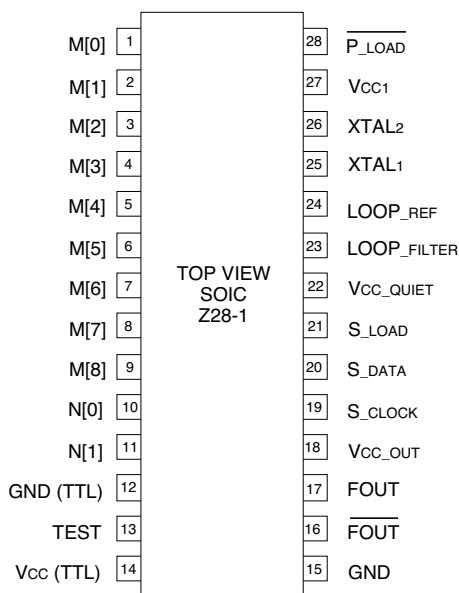 M[0] 1 28 P_LOAD
M[1] 2 27 VCC1
M[2] 3 26 XTAL2
M[3] 4 25 XTAL1
M[4] 5 24 LOOP_REF
M[5] 6 23 LOOP_FILTER
M[6] 7 22 VCC_QUIET
M[7] 8 21 S_LOAD
M[8] 9 20 S_DATA
N[0] 10 19 S_CLOCK
N[1] 11 18 VCC_OUT
GND (TTL) 12 17 FOUT
TEST 13 16 FOUT
VCC (TTL) 14 15 GND
TOP VIEW
SOIC
Z28-1